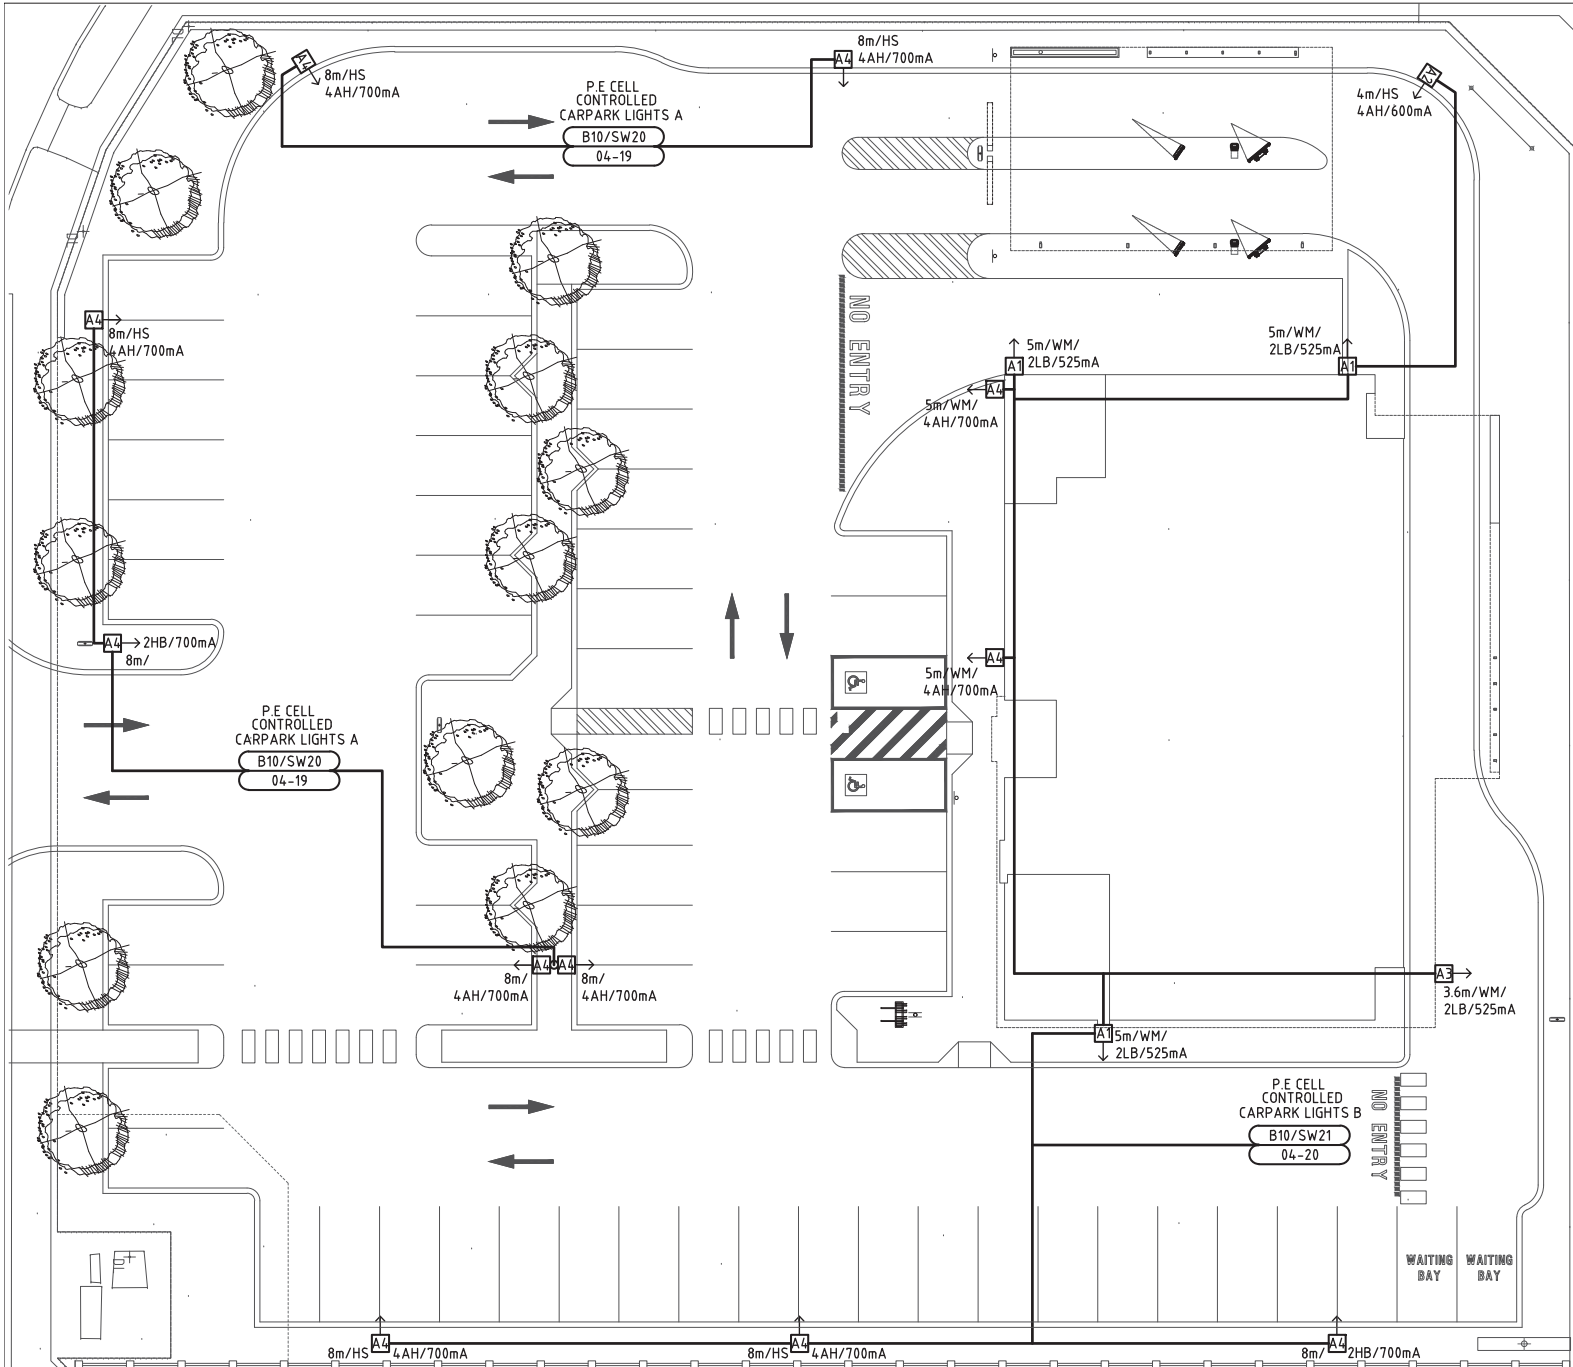 A4
8m/HS
4AH/700mA
P.E CELL
CONTROLLED
CARPARK LIGHTS A
B10/SW20
04-19
A4
8m/HS
4AH/700mA
A2
4m/HS
4AH/600mA
A4
8m/HS
4AH/700mA
NO ENTRY
A1
5m/WM/
2LB/525mA
A4
5m/WM/
4AH/700mA
5m/WM/
2LB/525mA
A1
A4
2HB/700mA
8m/
A4
5m/WM/
4AH/700mA
P.E CELL
CONTROLLED
CARPARK LIGHTS A
B10/SW20
04-19
A4
A4
8m/
4AH/700mA
8m/
4AH/700mA
A3
3.6m/WM/
2LB/525mA
A1
5m/WM/
2LB/525mA
P.E CELL
CONTROLLED
CARPARK LIGHTS B
B10/SW21
04-20
NO ENTRY
WAITING
BAY
WAITING
BAY
A4
8m/HS
4AH/700mA
A4
8m/HS
4AH/700mA
A4
8m/
2HB/700mA